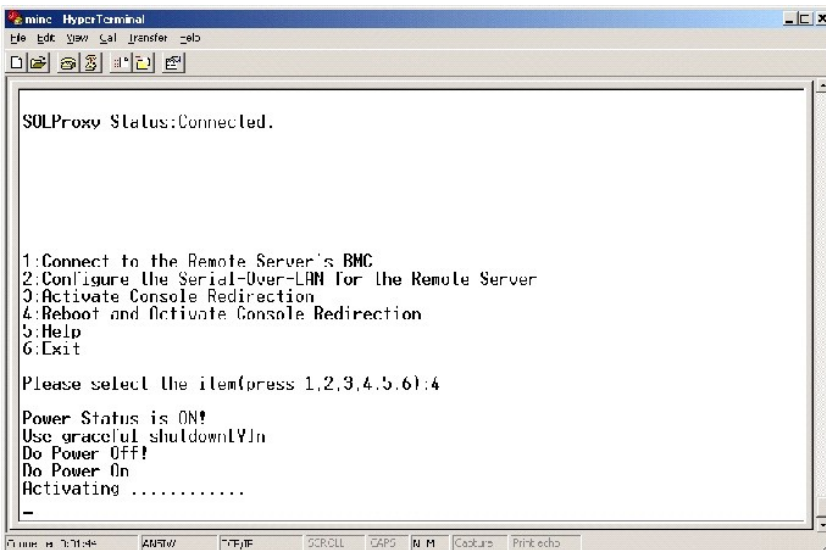 mine HyperTerminal
File Edit View Call Transfer Help
SOLProxy Status:Connected.
1:Connect to the Remote Server's BMC
2:Configure the Serial-Over-LAN for the Remote Server
3:Activate Console Redirection
4:Reboot and Activate Console Redirection
5:Help
6:Exit
Please select the item(press 1,2,3,4,5,6):4
Power Status is ON!
Use graceful shutdown[Y]n
Do Power Off!
Do Power On
Activating ............
ANSIW TCP/IP SCROLL CAPS NUM Capture Print echo